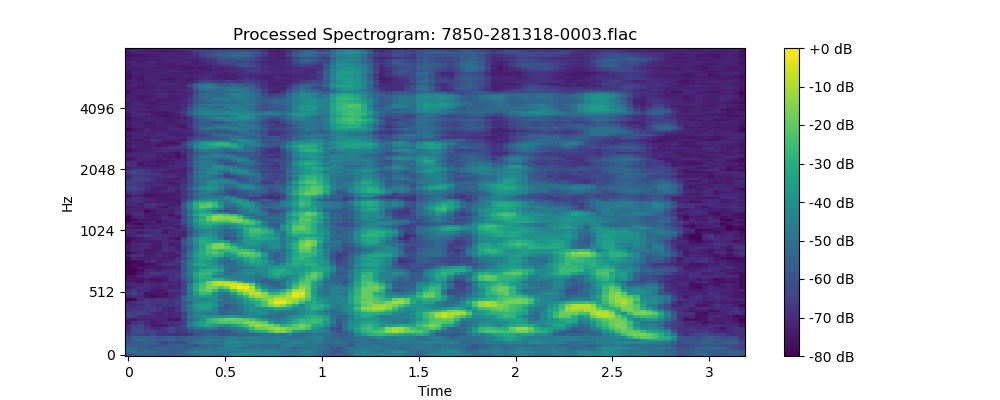 Processed Spectrogram: 7850-281318-0003.flac
+0 dB
-10 dB
4096
-20 dB
-30 dB
2048
Hz
-40 dB
1024
-50 dB
-60 dB
512
-70 dB
0
-80 dB
0 0.5 1 1.5 2 2.5 3
Time